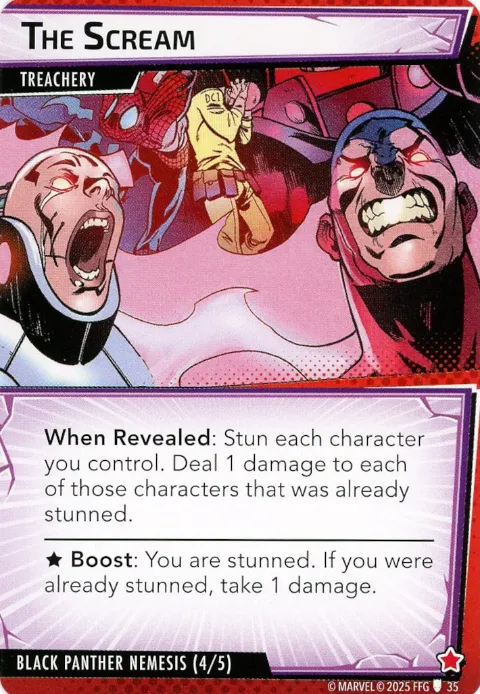 THE SCREAM
TREACHERY
DCI
When Revealed: Stun each character
you control. Deal 1 damage to each
of those characters that was already
stunned.
★ Boost: You are stunned. If you were
already stunned, take 1 damage.
BLACK PANTHER NEMESIS (4/5)
© MARVEL © 2025 FFG 35